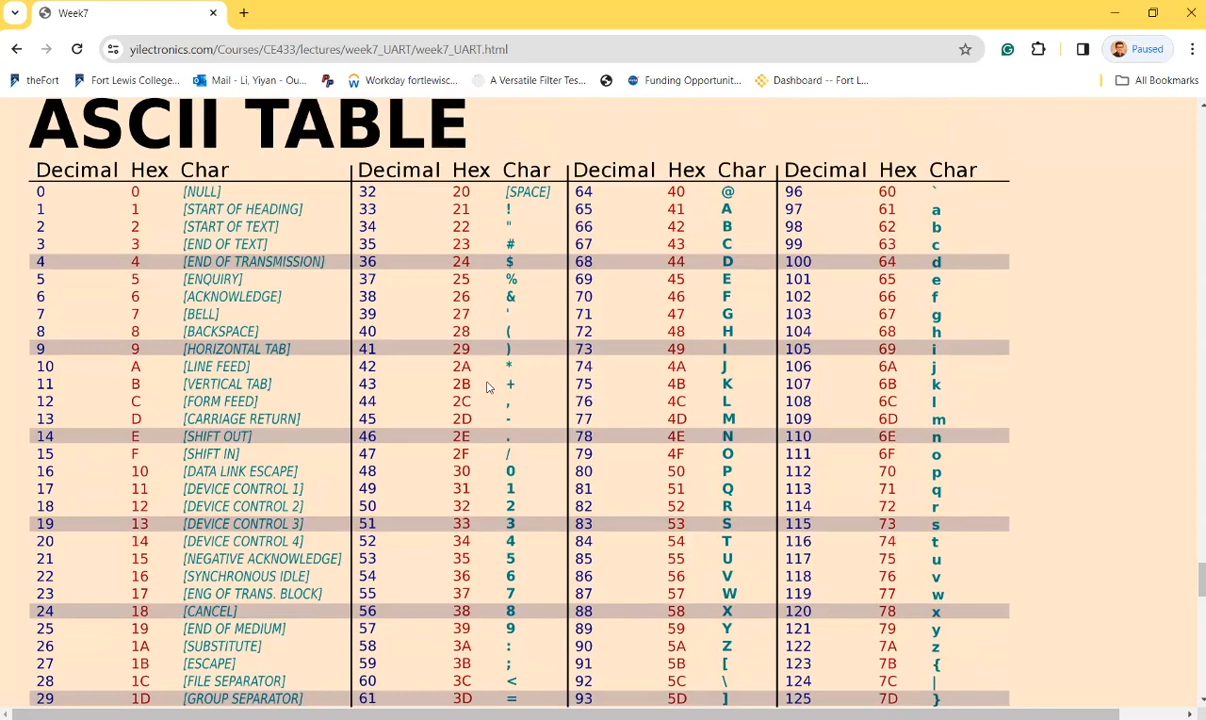 Week7
yilectronics.com/Courses/CE433/lectures/week7_UART/week7_UART.html
Paused
theFort
Fort Lewis College...
Mail - Li, Yiyan - Ou...
Workday fortlewisc...
A Versatile Filter Tes...
Funding Opportunit...
Dashboard -- Fort L...
All Bookmarks
ASCII TABLE
Decimal Hex Char Decimal Hex Char Decimal Hex Char Decimal Hex Char
0 0 [NULL] 32 20 [SPACE] 64 40 @ 96 60 `
1 1 [START OF HEADING] 33 21 ! 65 41 A 97 61 a
2 2 [START OF TEXT] 34 22 " 66 42 B 98 62 b
3 3 [END OF TEXT] 35 23 # 67 43 C 99 63 c
4 4 [END OF TRANSMISSION] 36 24 $ 68 44 D 100 64 d
5 5 [ENQUIRY] 37 25 % 69 45 E 101 65 e
6 6 [ACKNOWLEDGE] 38 26 & 70 46 F 102 66 f
7 7 [BELL] 39 27 ' 71 47 G 103 67 g
8 8 [BACKSPACE] 40 28 ( 72 48 H 104 68 h
9 9 [HORIZONTAL TAB] 41 29 ) 73 49 I 105 69 i
10 A [LINE FEED] 42 2A * 74 4A J 106 6A j
11 B [VERTICAL TAB] 43 2B + 75 4B K 107 6B k
12 C [FORM FEED] 44 2C , 76 4C L 108 6C l
13 D [CARRIAGE RETURN] 45 2D - 77 4D M 109 6D m
14 E [SHIFT OUT] 46 2E . 78 4E N 110 6E n
15 F [SHIFT IN] 47 2F / 79 4F O 111 6F o
16 10 [DATA LINK ESCAPE] 48 30 0 80 50 P 112 70 p
17 11 [DEVICE CONTROL 1] 49 31 1 81 51 Q 113 71 q
18 12 [DEVICE CONTROL 2] 50 32 2 82 52 R 114 72 r
19 13 [DEVICE CONTROL 3] 51 33 3 83 53 S 115 73 s
20 14 [DEVICE CONTROL 4] 52 34 4 84 54 T 116 74 t
21 15 [NEGATIVE ACKNOWLEDGE] 53 35 5 85 55 U 117 75 u
22 16 [SYNCHRONOUS IDLE] 54 36 6 86 56 V 118 76 v
23 17 [ENG OF TRANS. BLOCK] 55 37 7 87 57 W 119 77 w
24 18 [CANCEL] 56 38 8 88 58 X 120 78 x
25 19 [END OF MEDIUM] 57 39 9 89 59 Y 121 79 y
26 1A [SUBSTITUTE] 58 3A : 90 5A Z 122 7A z
27 1B [ESCAPE] 59 3B ; 91 5B [ 123 7B {
28 1C [FILE SEPARATOR] 60 3C < 92 5C \ 124 7C |
29 1D [GROUP SEPARATOR] 61 3D = 93 5D ] 125 7D }